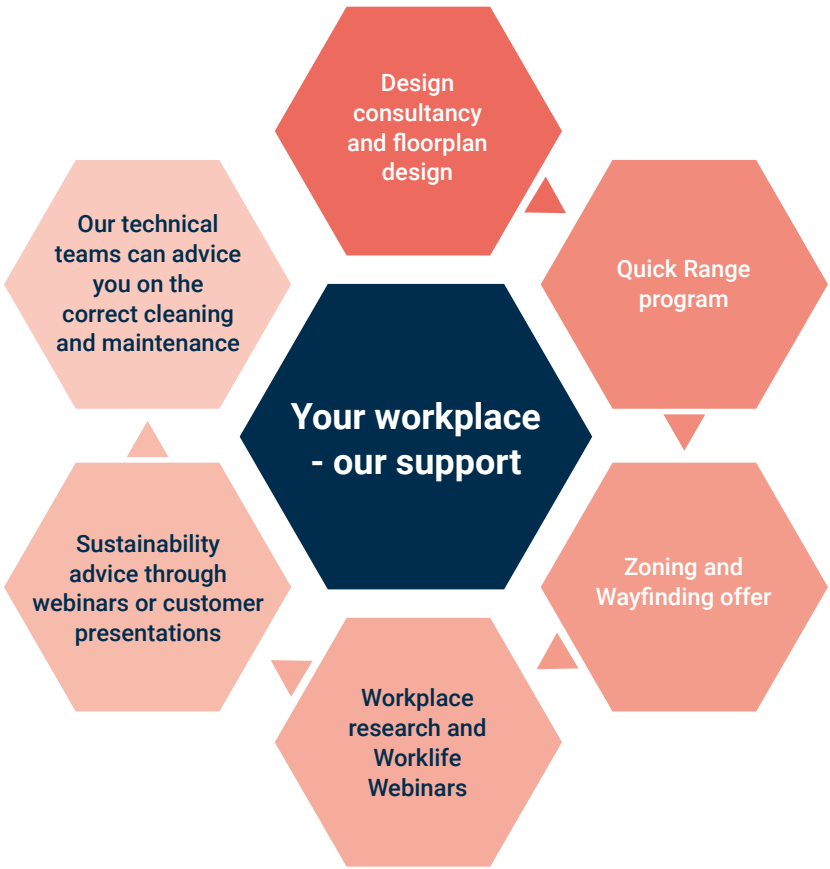 Design
consultancy
and floorplan
design
Quick Range
program
Zoning and
Wayfinding offer
Workplace
research and
Worklife
Webinars
Sustainability
advice through
webinars or customer
presentations
Our technical
teams can advice
you on the
correct cleaning
and maintenance
Your workplace
- our support